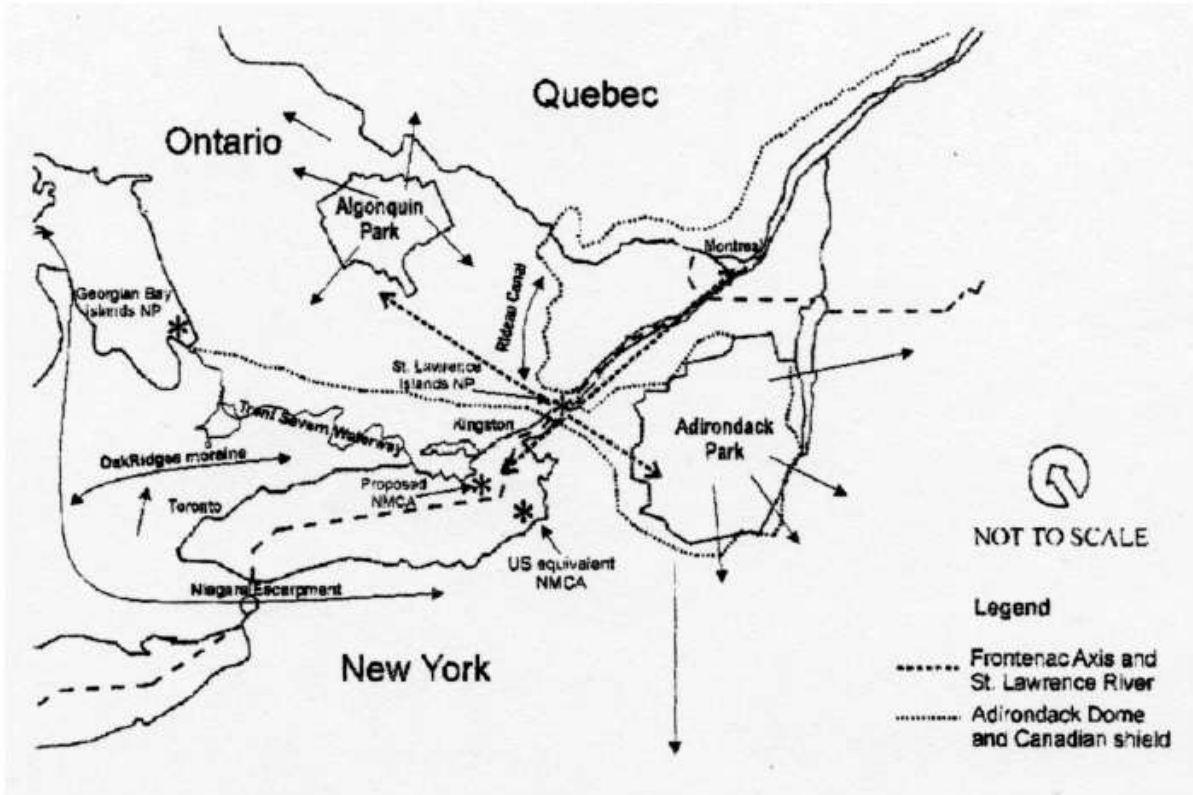 Quebec
Ontario
Algonquin
Park
Montreal
Georgian Bay
Islands NP
Rideau Canal
St. Lawrence
Islands NP
Trent Severn Waterway
Kingston
Adirondack
Park
OakRidges moraine
Proposed
NMCA
Toronto
US equivalent
NMCA
Niagara Escarpment
New York
NOT TO SCALE
Legend
Frontenac Axis and
St. Lawrence River
Adirondack Dome
and Canadian shield